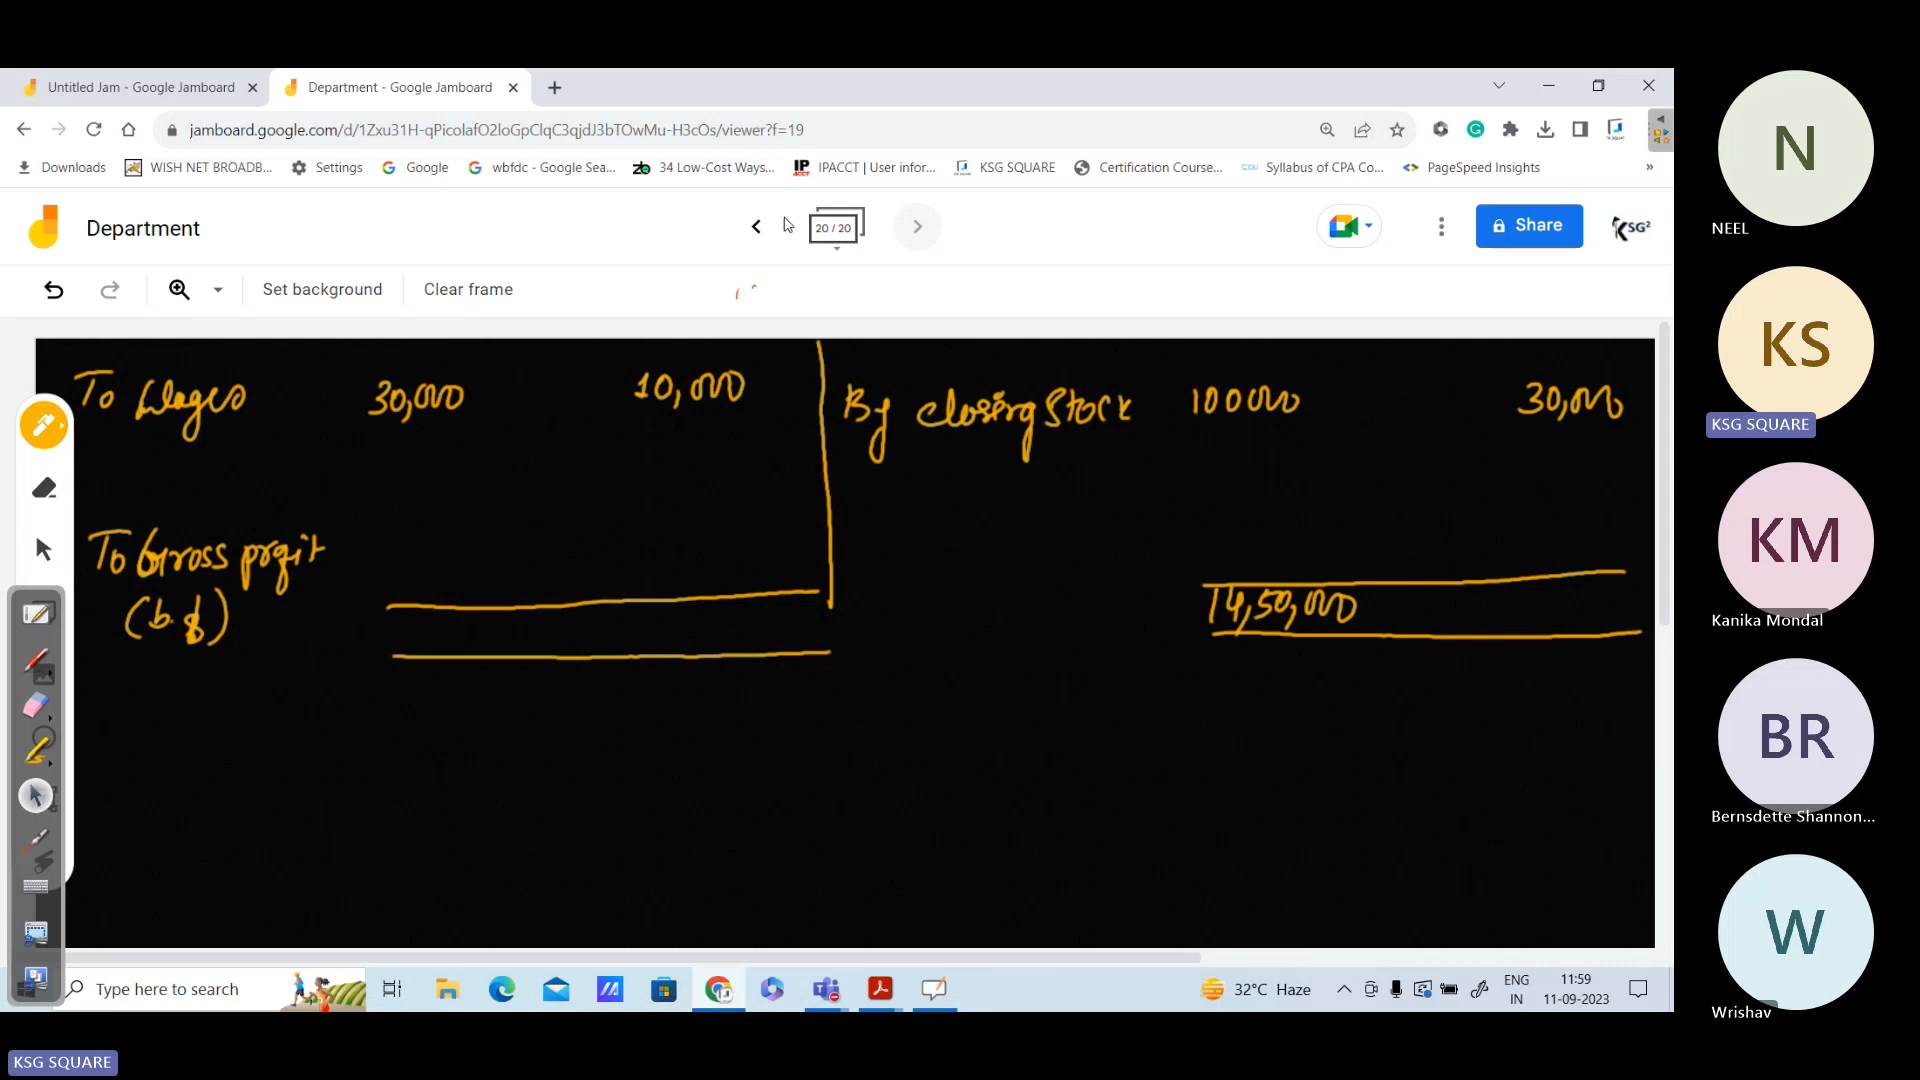 Untitled Jam - Google Jamboard
Department - Google Jamboard
jamboard.google.com/d/1Zxu31H-qPicolafO2loGpClqC3qjdJ3bTOwMu-H3cOs/viewer?f=19
Downloads WISH NET BROADB... Settings Google wbfdc - Google Sea... 34 Low-Cost Ways... IPACCT | User infor... KSG SQUARE Certification Course... Syllabus of CPA Co... PageSpeed Insights »
Department
20 / 20
Share
KSG²
Set background Clear frame
To Wages 30,000 10,000 By closing Stock 100000 30,000
To Gross profit
(b.f)
14,50,000
Type here to search
32°C Haze
ENG
IN
11:59
11-09-2023
N
NEEL
KS
KSG SQUARE
KM
Kanika Mondal
BR
Bernsdette Shannon...
W
Wrishav
KSG SQUARE